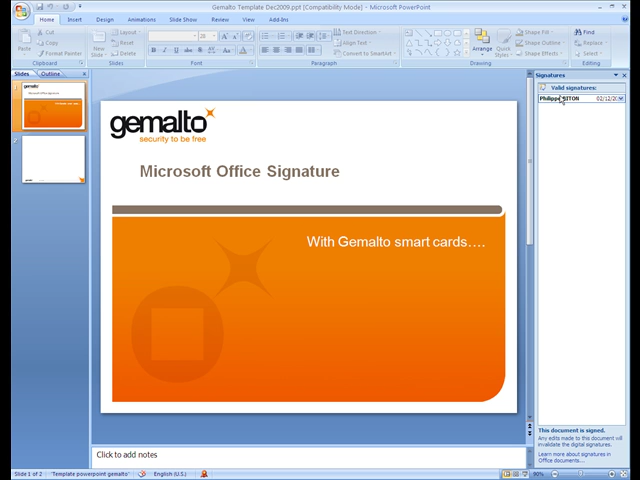 Gemalto Template Dec2009.ppt [Compatibility Mode] - Microsoft PowerPoint
Home Insert Design Animations Slide Show Review View Add-Ins
Paste
Cut
Copy
Format Painter
Clipboard
New Slide
Layout
Reset
Delete
Slides
28
Font
Text Direction
Align Text
Convert to SmartArt
Paragraph
Arrange
Quick Styles
Shape Fill
Shape Outline
Shape Effects
Drawing
Find
Replace
Select
Editing
Slides Outline
Signatures
Valid signatures:
02/12/20
gemalto
security to be free
Microsoft Office Signature
With Gemalto smart cards....
This document is signed.
Any edits made to this document will
invalidate the digital signatures.
Learn more about signatures in
Office documents...
Click to add notes
Slide 1 of 2 "Template powerpoint gemalto" English (U.S.) 90%